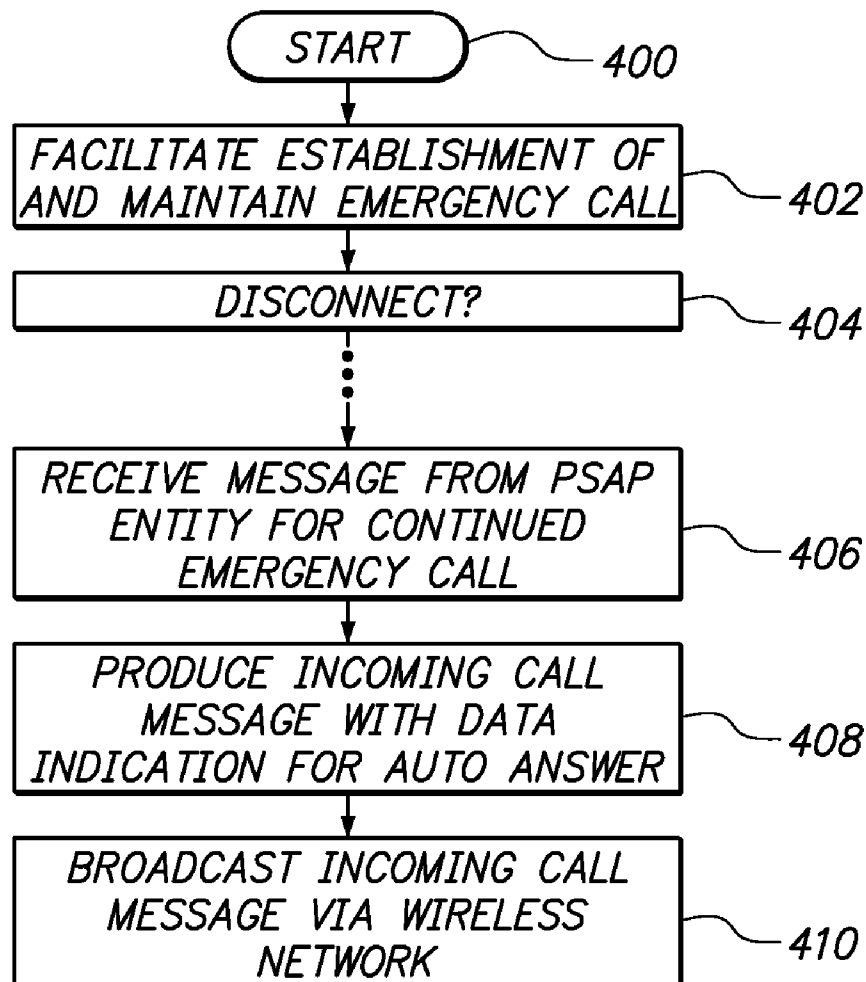 START
400
FACILITATE ESTABLISHMENT OF
AND MAINTAIN EMERGENCY CALL
402
DISCONNECT?
404
RECEIVE MESSAGE FROM PSAP
ENTITY FOR CONTINUED
EMERGENCY CALL
406
PRODUCE INCOMING CALL
MESSAGE WITH DATA
INDICATION FOR AUTO ANSWER
408
BROADCAST INCOMING CALL
MESSAGE VIA WIRELESS
NETWORK
410